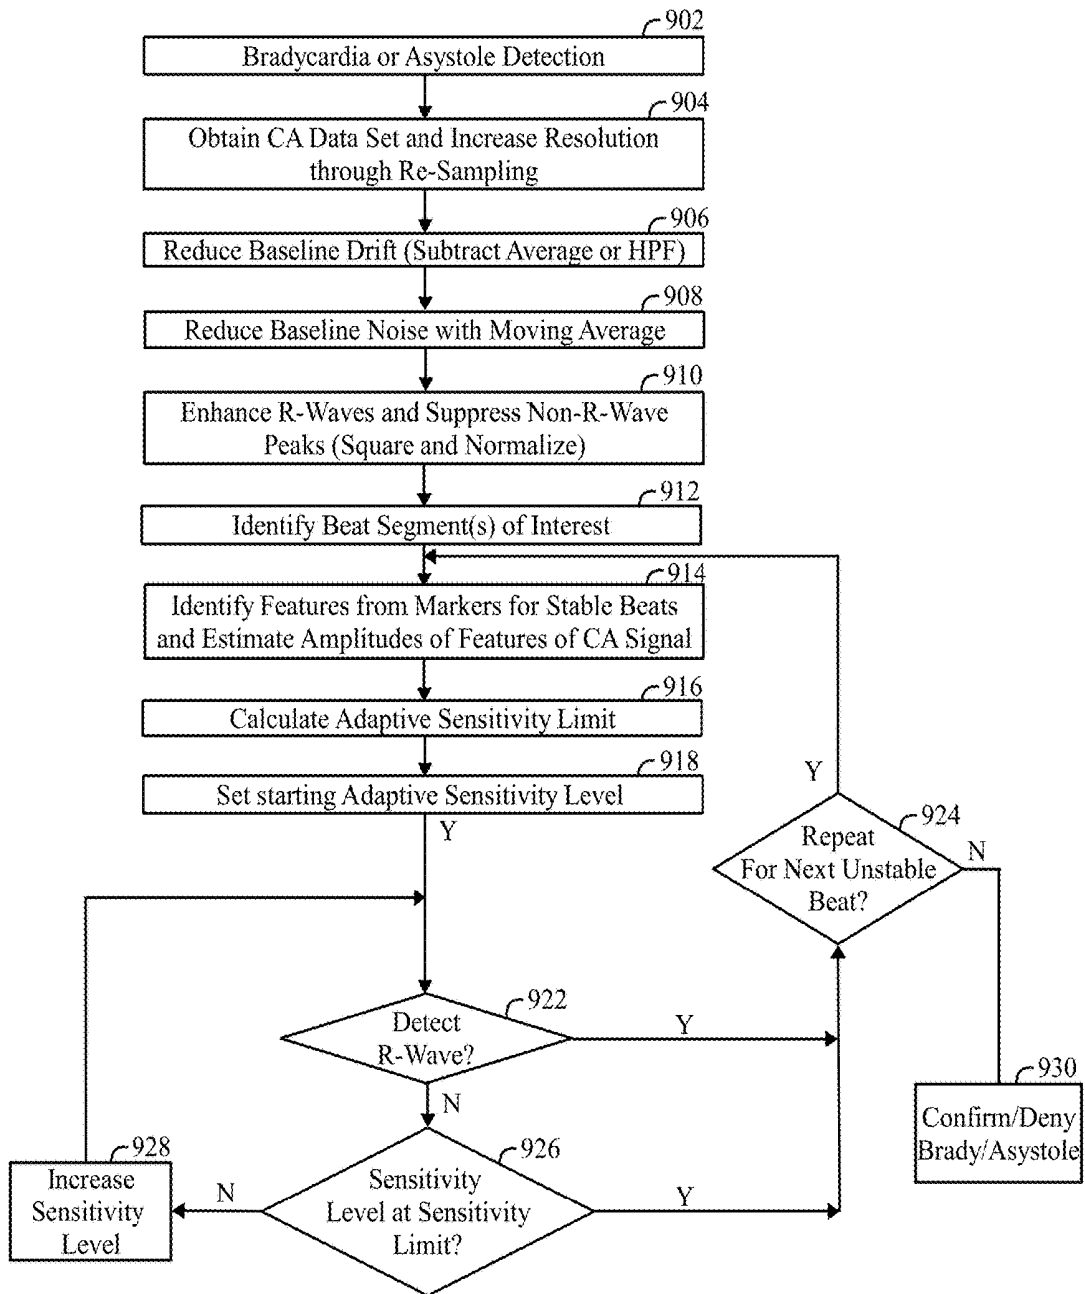 902
Bradycardia or Asystole Detection
904
Obtain CA Data Set and Increase Resolution
through Re-Sampling
906
Reduce Baseline Drift (Subtract Average or HPF)
908
Reduce Baseline Noise with Moving Average
910
Enhance R-Waves and Suppress Non-R-Wave
Peaks (Square and Normalize)
912
Identify Beat Segment(s) of Interest
914
Identify Features from Markers for Stable Beats
and Estimate Amplitudes of Features of CA Signal
916
Calculate Adaptive Sensitivity Limit
918
Set starting Adaptive Sensitivity Level
Y
Y
924
Repeat
For Next Unstable
Beat?
N
922
Detect
R-Wave?
Y
N
930
Confirm/Deny
Brady/Asystole
926
Sensitivity
Level at Sensitivity
Limit?
Y
N
928
Increase
Sensitivity
Level